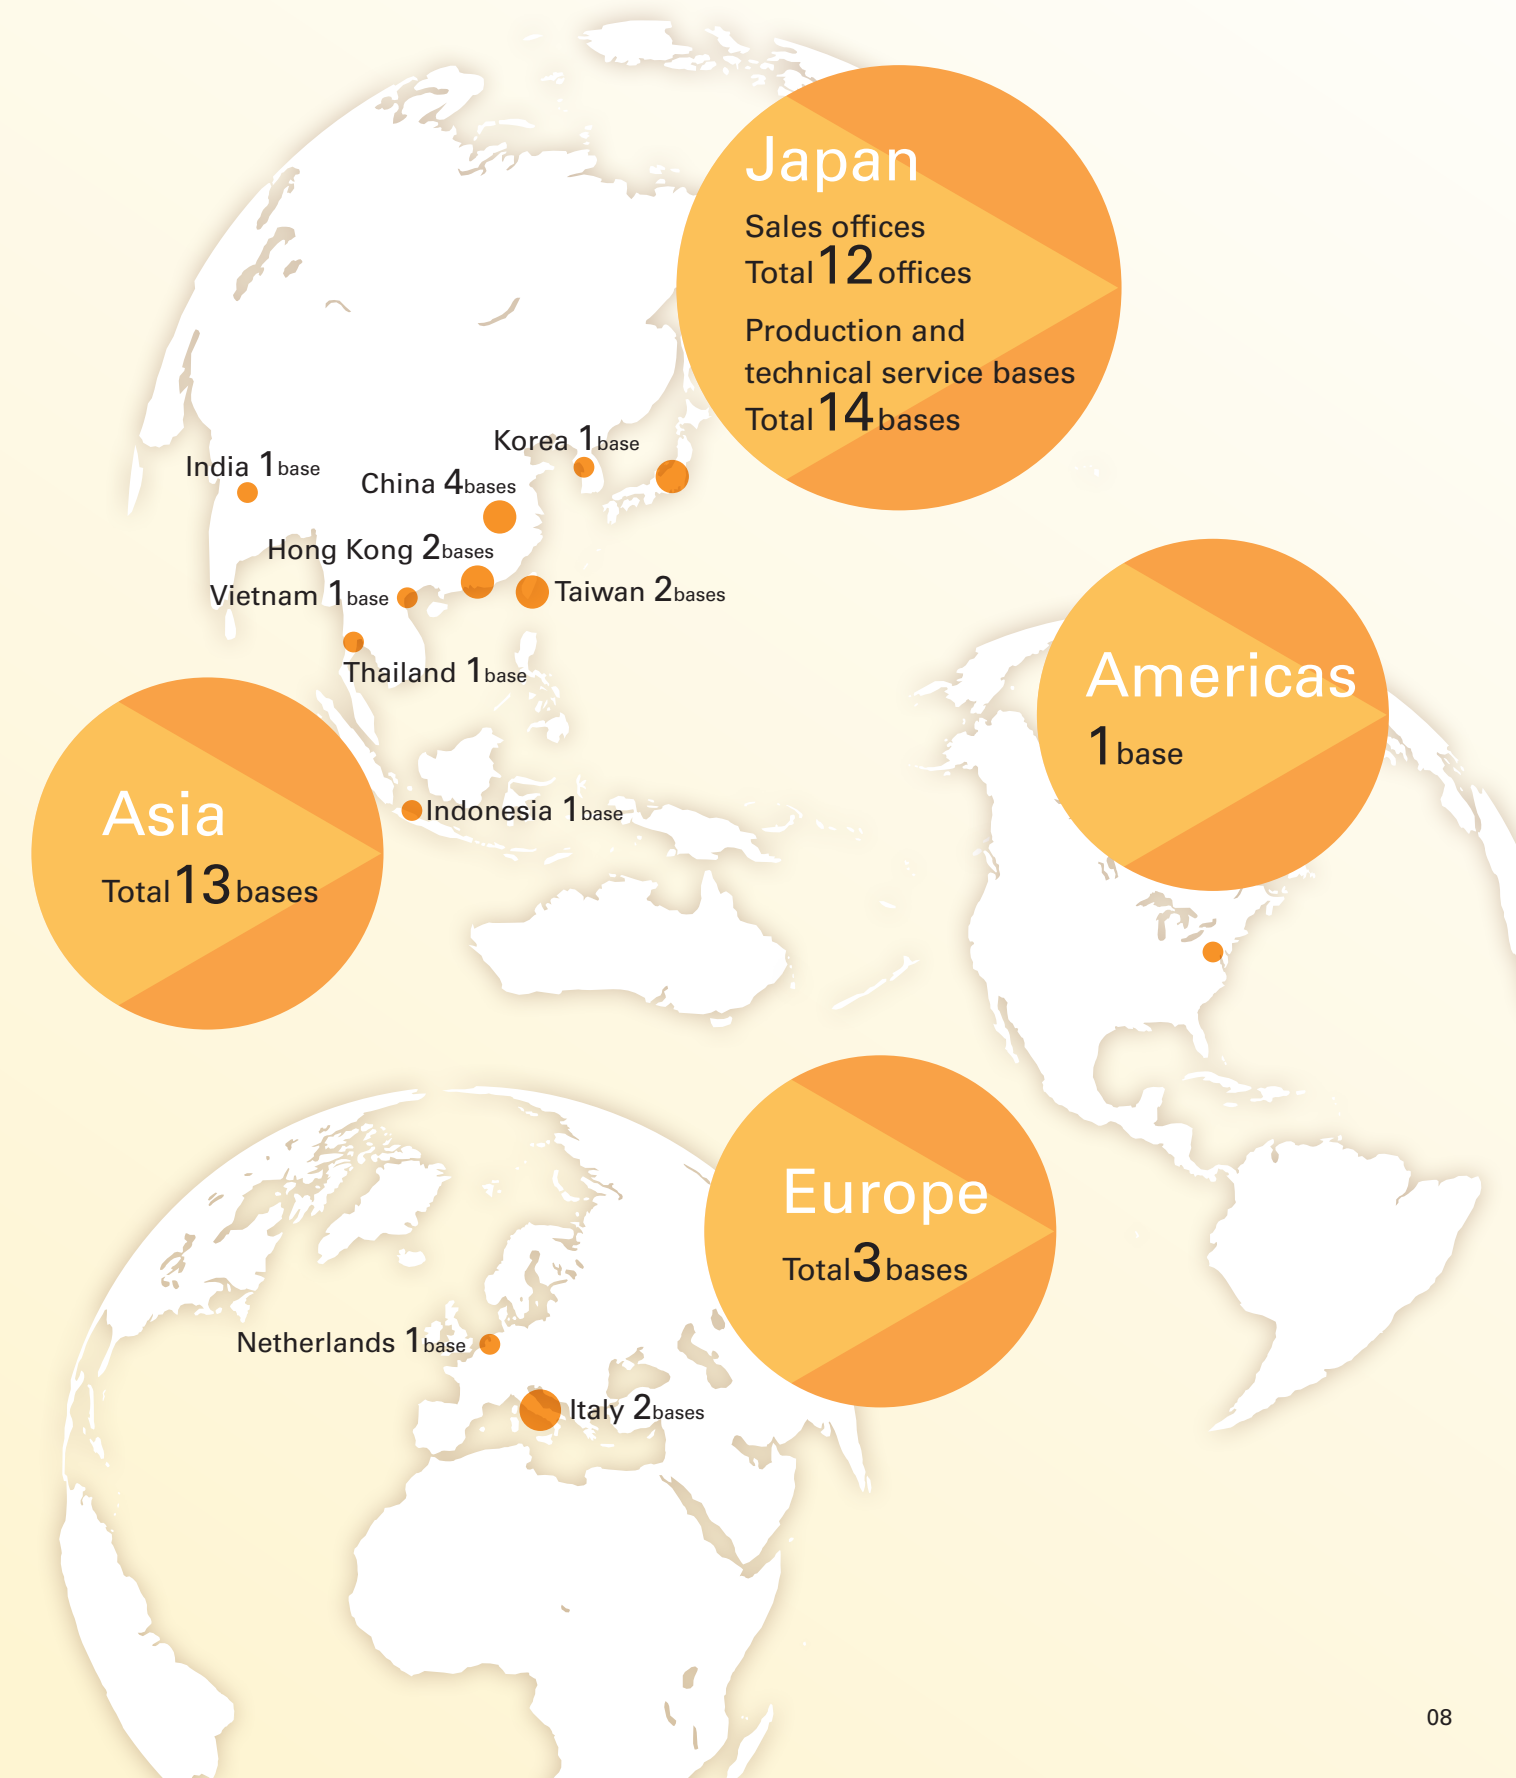 Japan
Sales offices
Total 12 offices
Production and
technical service bases
Total 14 bases
Korea 1 base
India 1 base
China 4 bases
Hong Kong 2 bases
Vietnam 1 base
Taiwan 2 bases
Thailand 1 base
Americas
1 base
Asia
Total 13 bases
Indonesia 1 base
Europe
Total 3 bases
Netherlands 1 base
Italy 2 bases
08